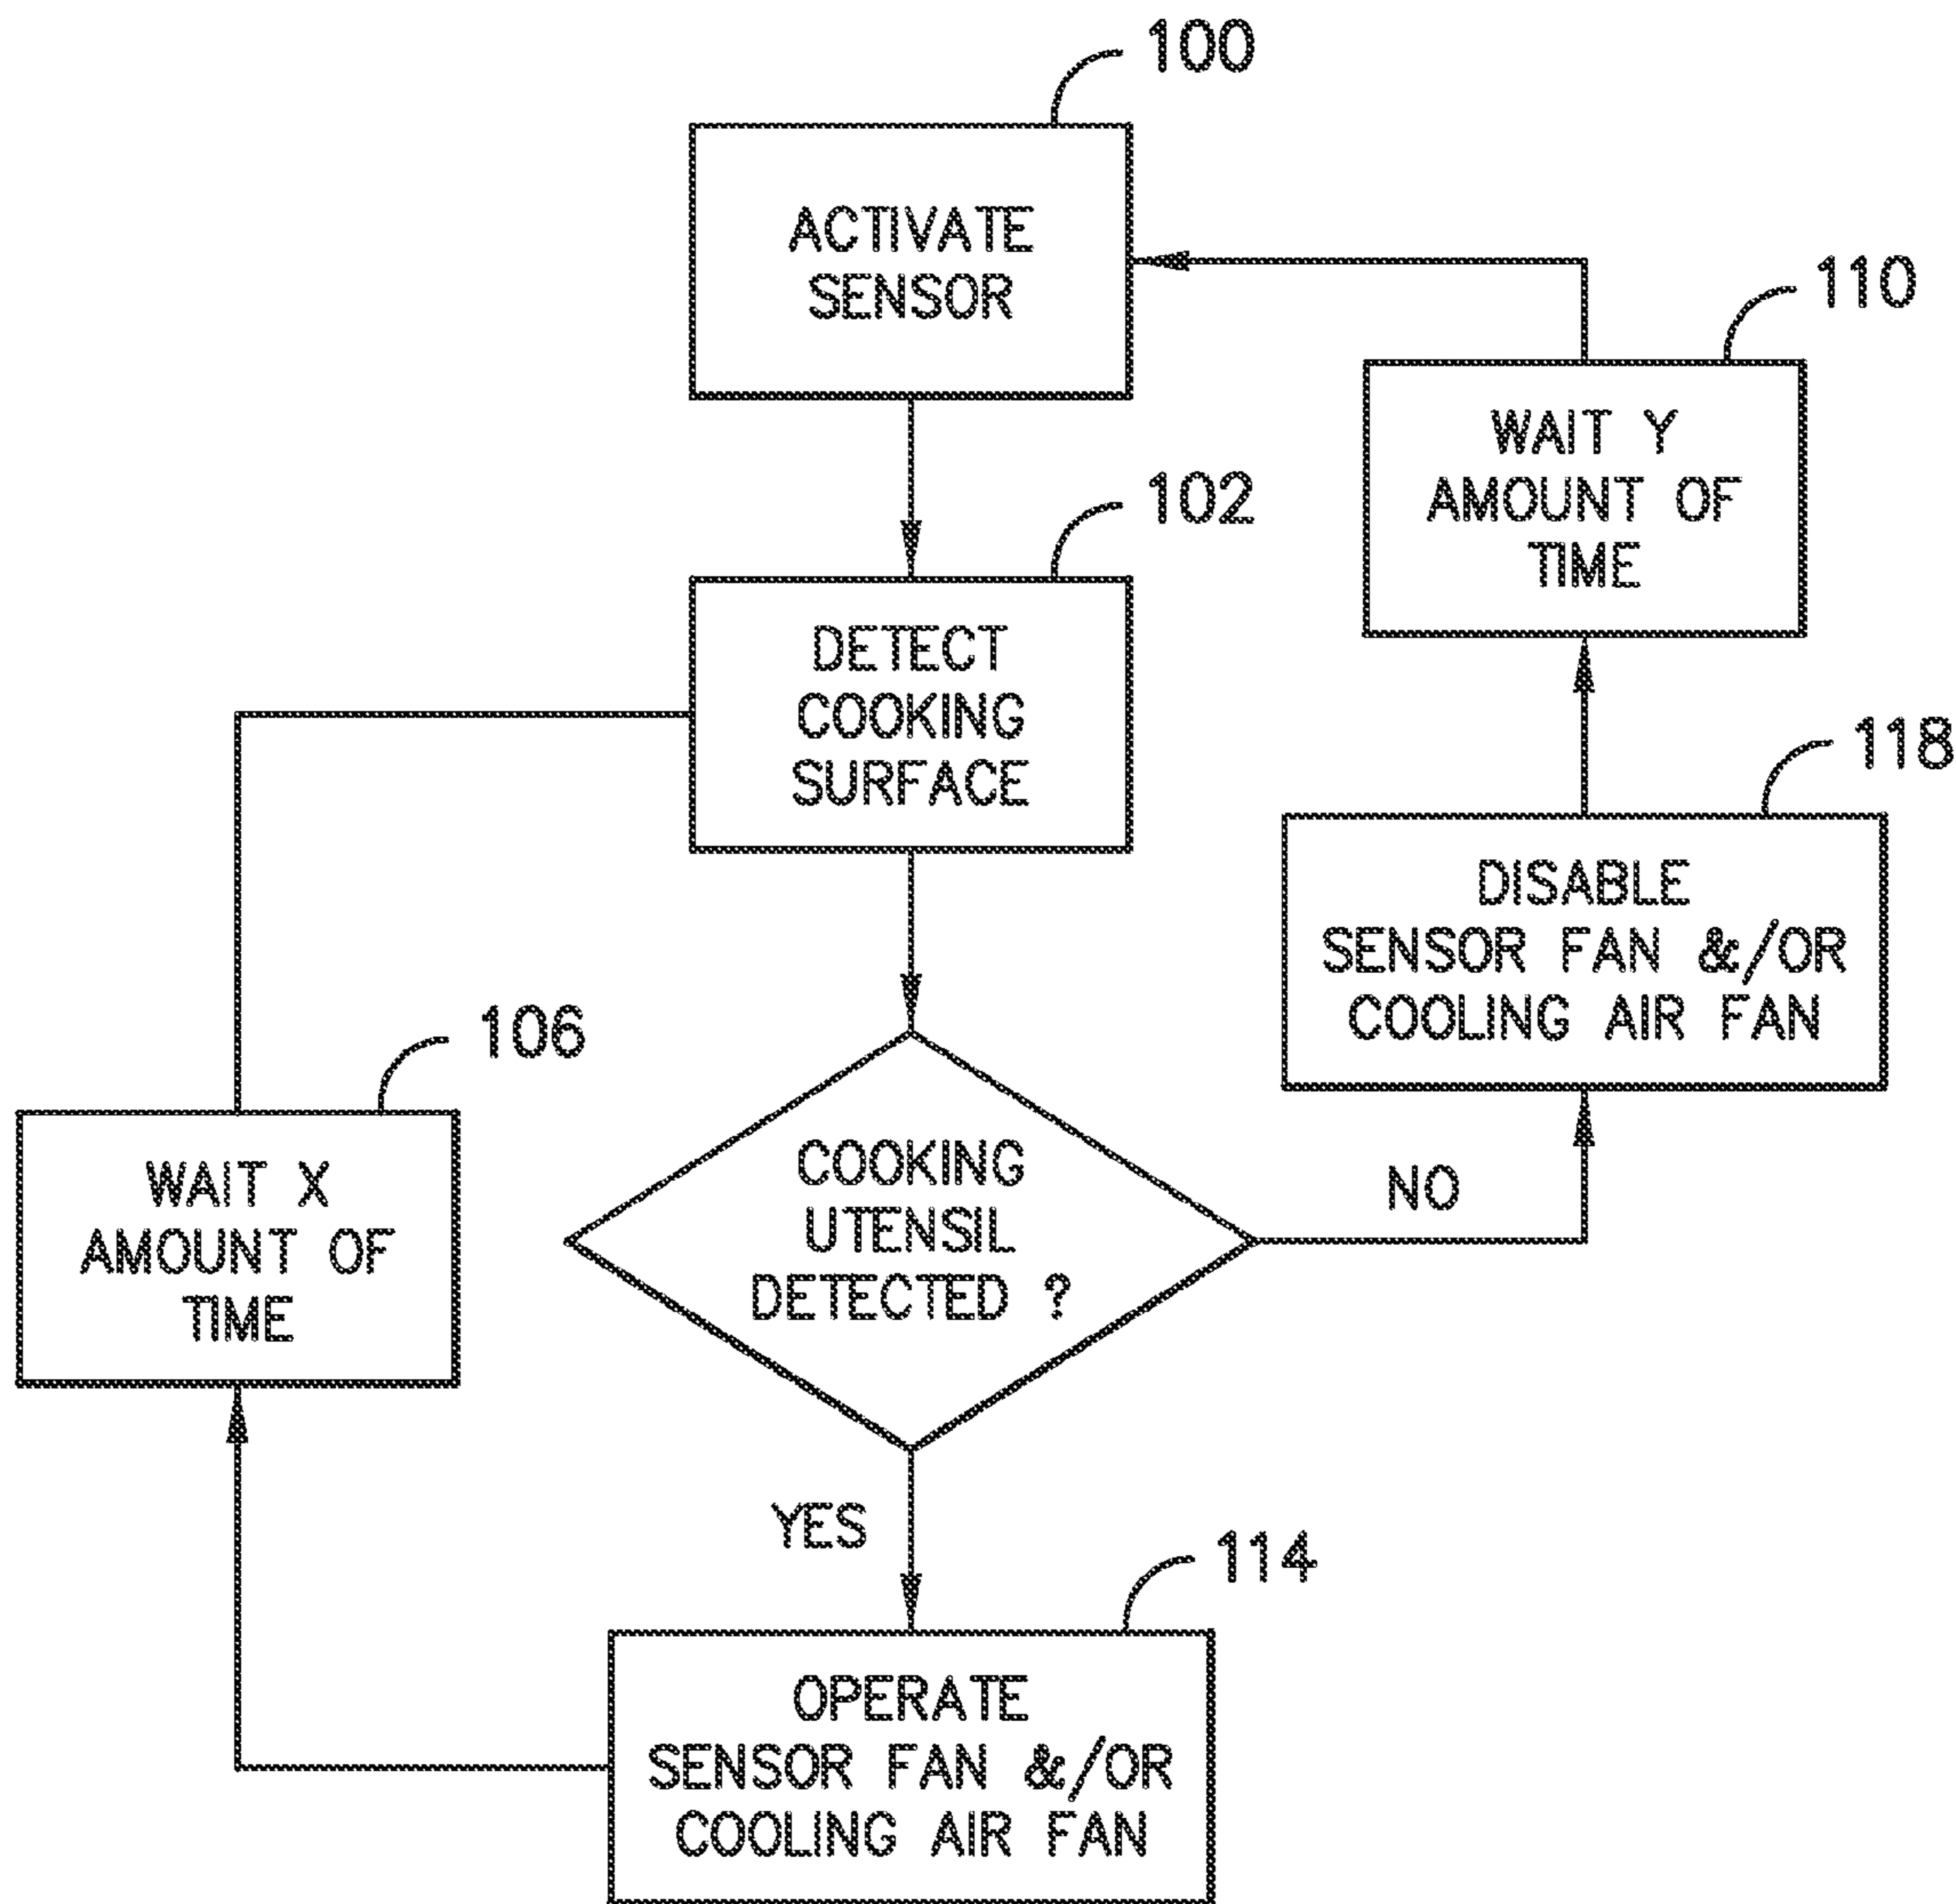 100
ACTIVATE
SENSOR
110
WAIT Y
AMOUNT OF
TIME
102
DETECT
COOKING
SURFACE
118
DISABLE
SENSOR FAN &/OR
COOLING AIR FAN
106
WAIT X
AMOUNT OF
TIME
COOKING
UTENSIL
DETECTED ?
NO
YES
114
OPERATE
SENSOR FAN &/OR
COOLING AIR FAN